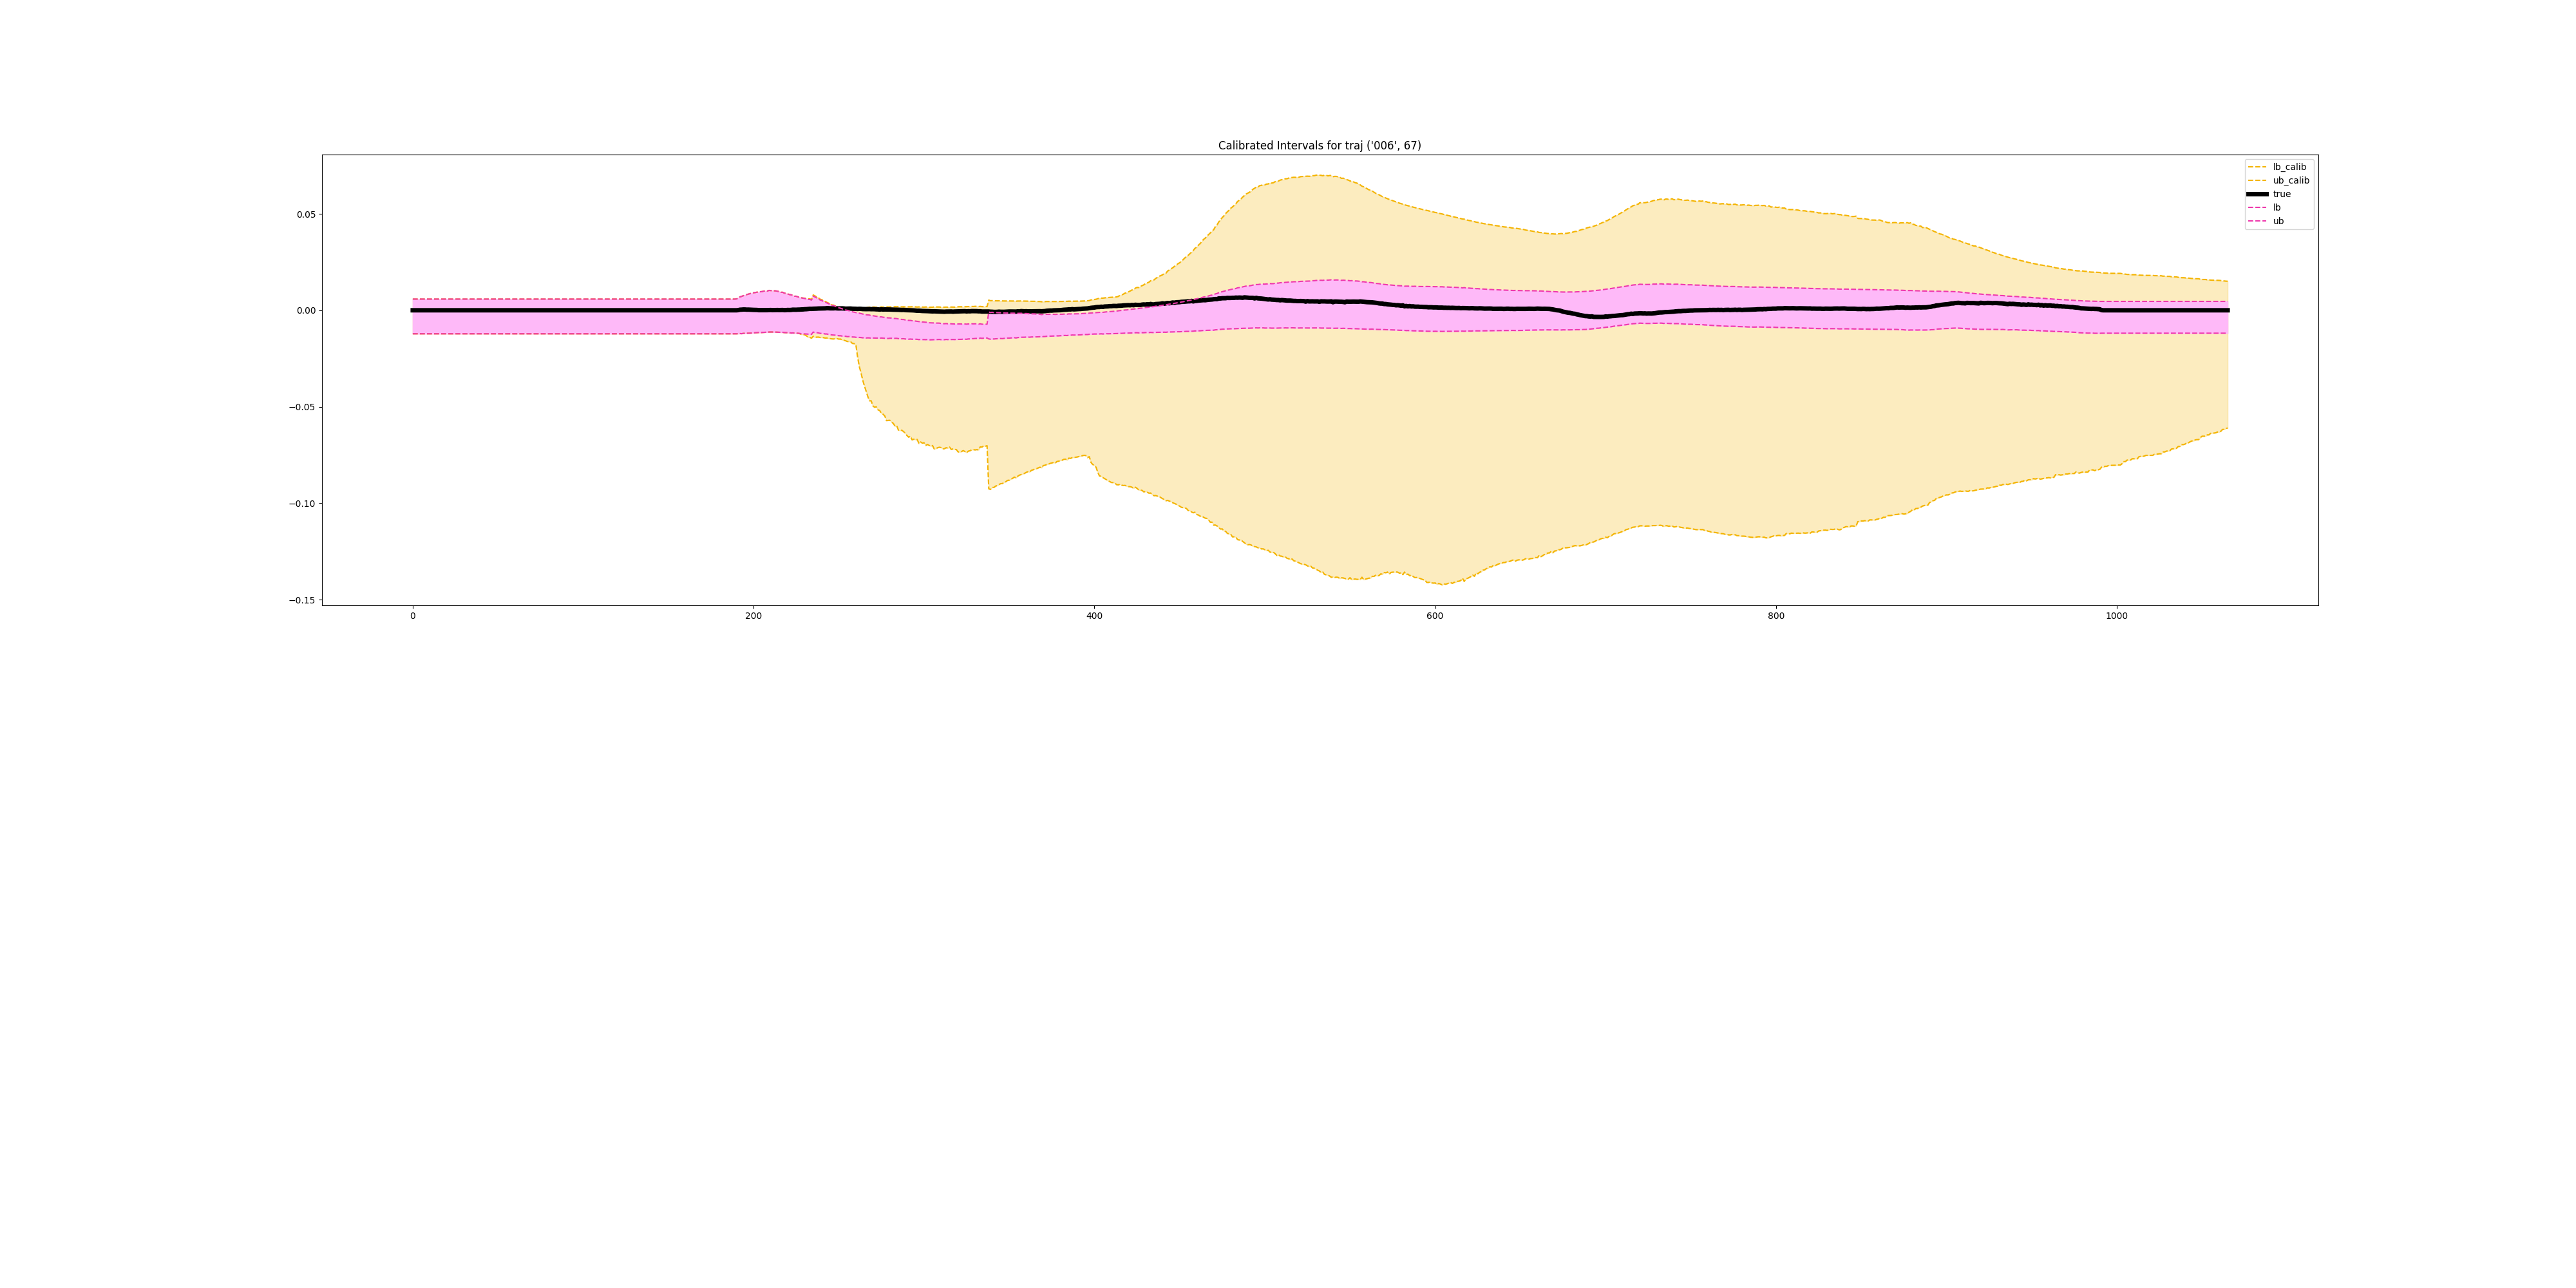 Calibrated Intervals for traj ('006', 67)
lb_calib
ub_calib
true
lb
ub
0.05
0.00
−0.05
−0.10
−0.15
0 200 400 600 800 1000